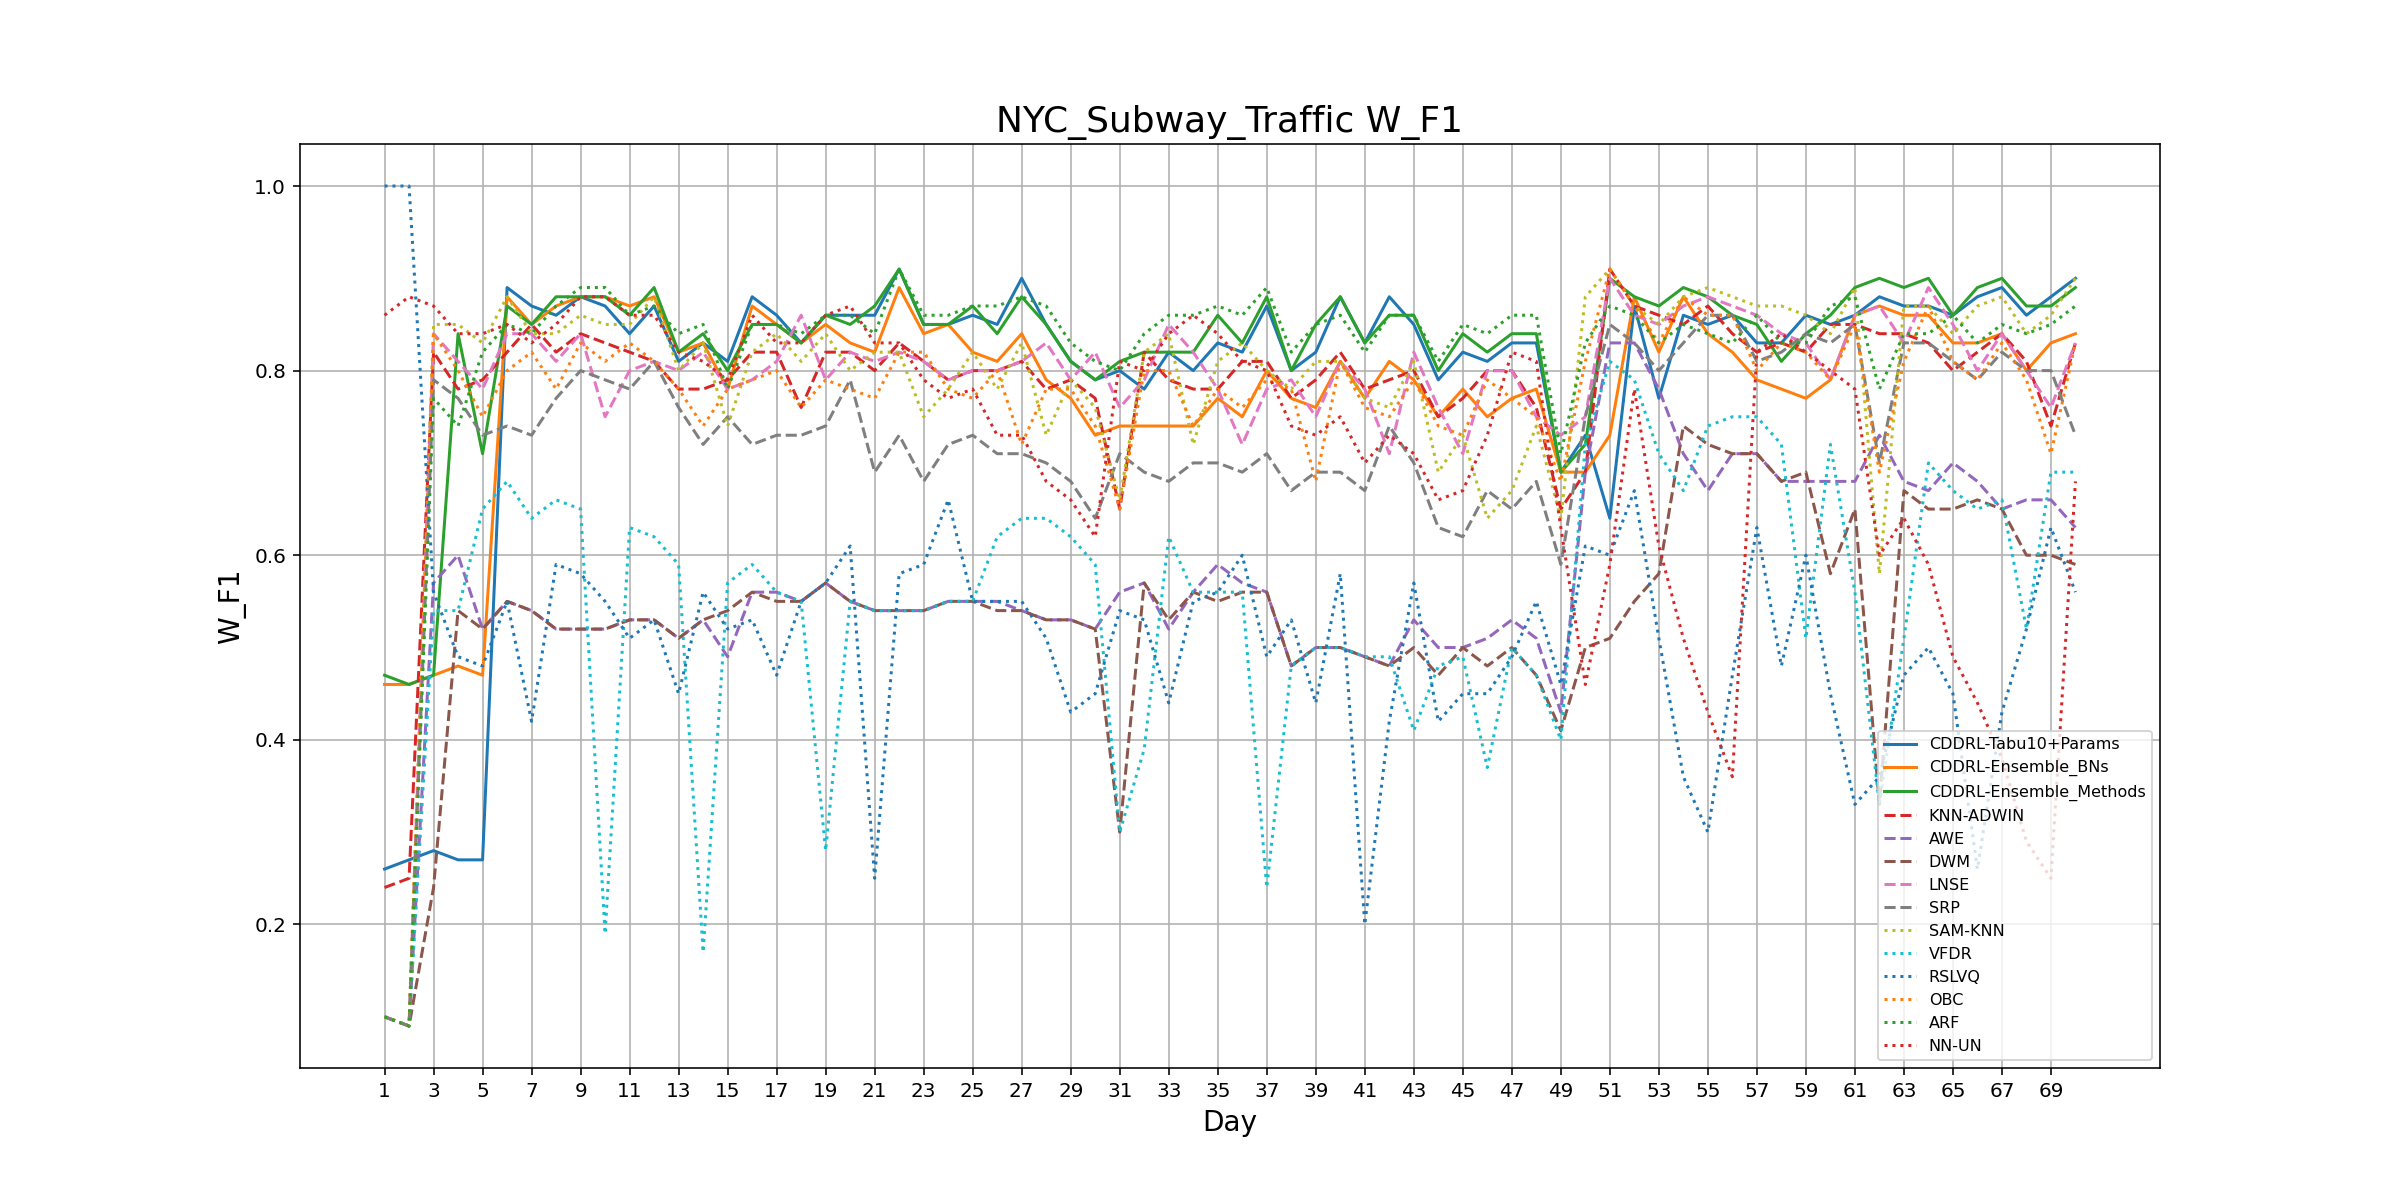 NYC_Subway_Traffic W_F1
W_F1
1.0
0.8
0.6
0.4
0.2
CDDRL-Tabu10+Params
CDDRL-Ensemble_BNs
CDDRL-Ensemble_Methods
KNN-ADWIN
AWE
DWM
LNSE
SRP
SAM-KNN
VFDR
RSLVQ
OBC
ARF
NN-UN
1 3 5 7 9 11 13 15 17 19 21 23 25 27 29 31 33 35 37 39 41 43 45 47 49 51 53 55 57 59 61 63 65 67 69
Day